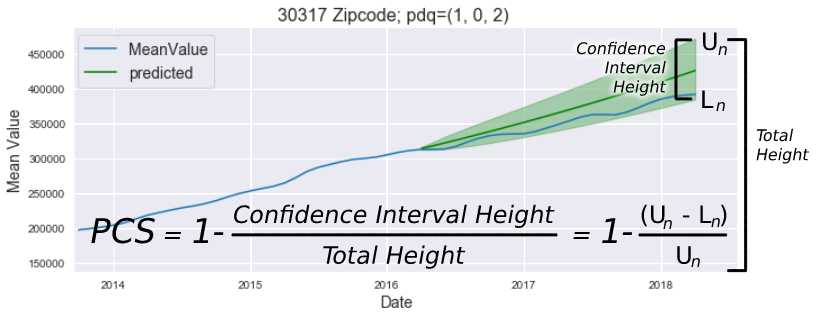 30317 Zipcode; pdq=(1, 0, 2)
MeanValue
predicted
Confidence
Interval
Height
Uₙ
Lₙ
Total
Height
Mean Value
450000
400000
350000
300000
250000
200000
150000
PCS = 1- Confidence Interval Height / Total Height = 1- (Uₙ - Lₙ) / Uₙ
2014 2015 2016 2017 2018
Date